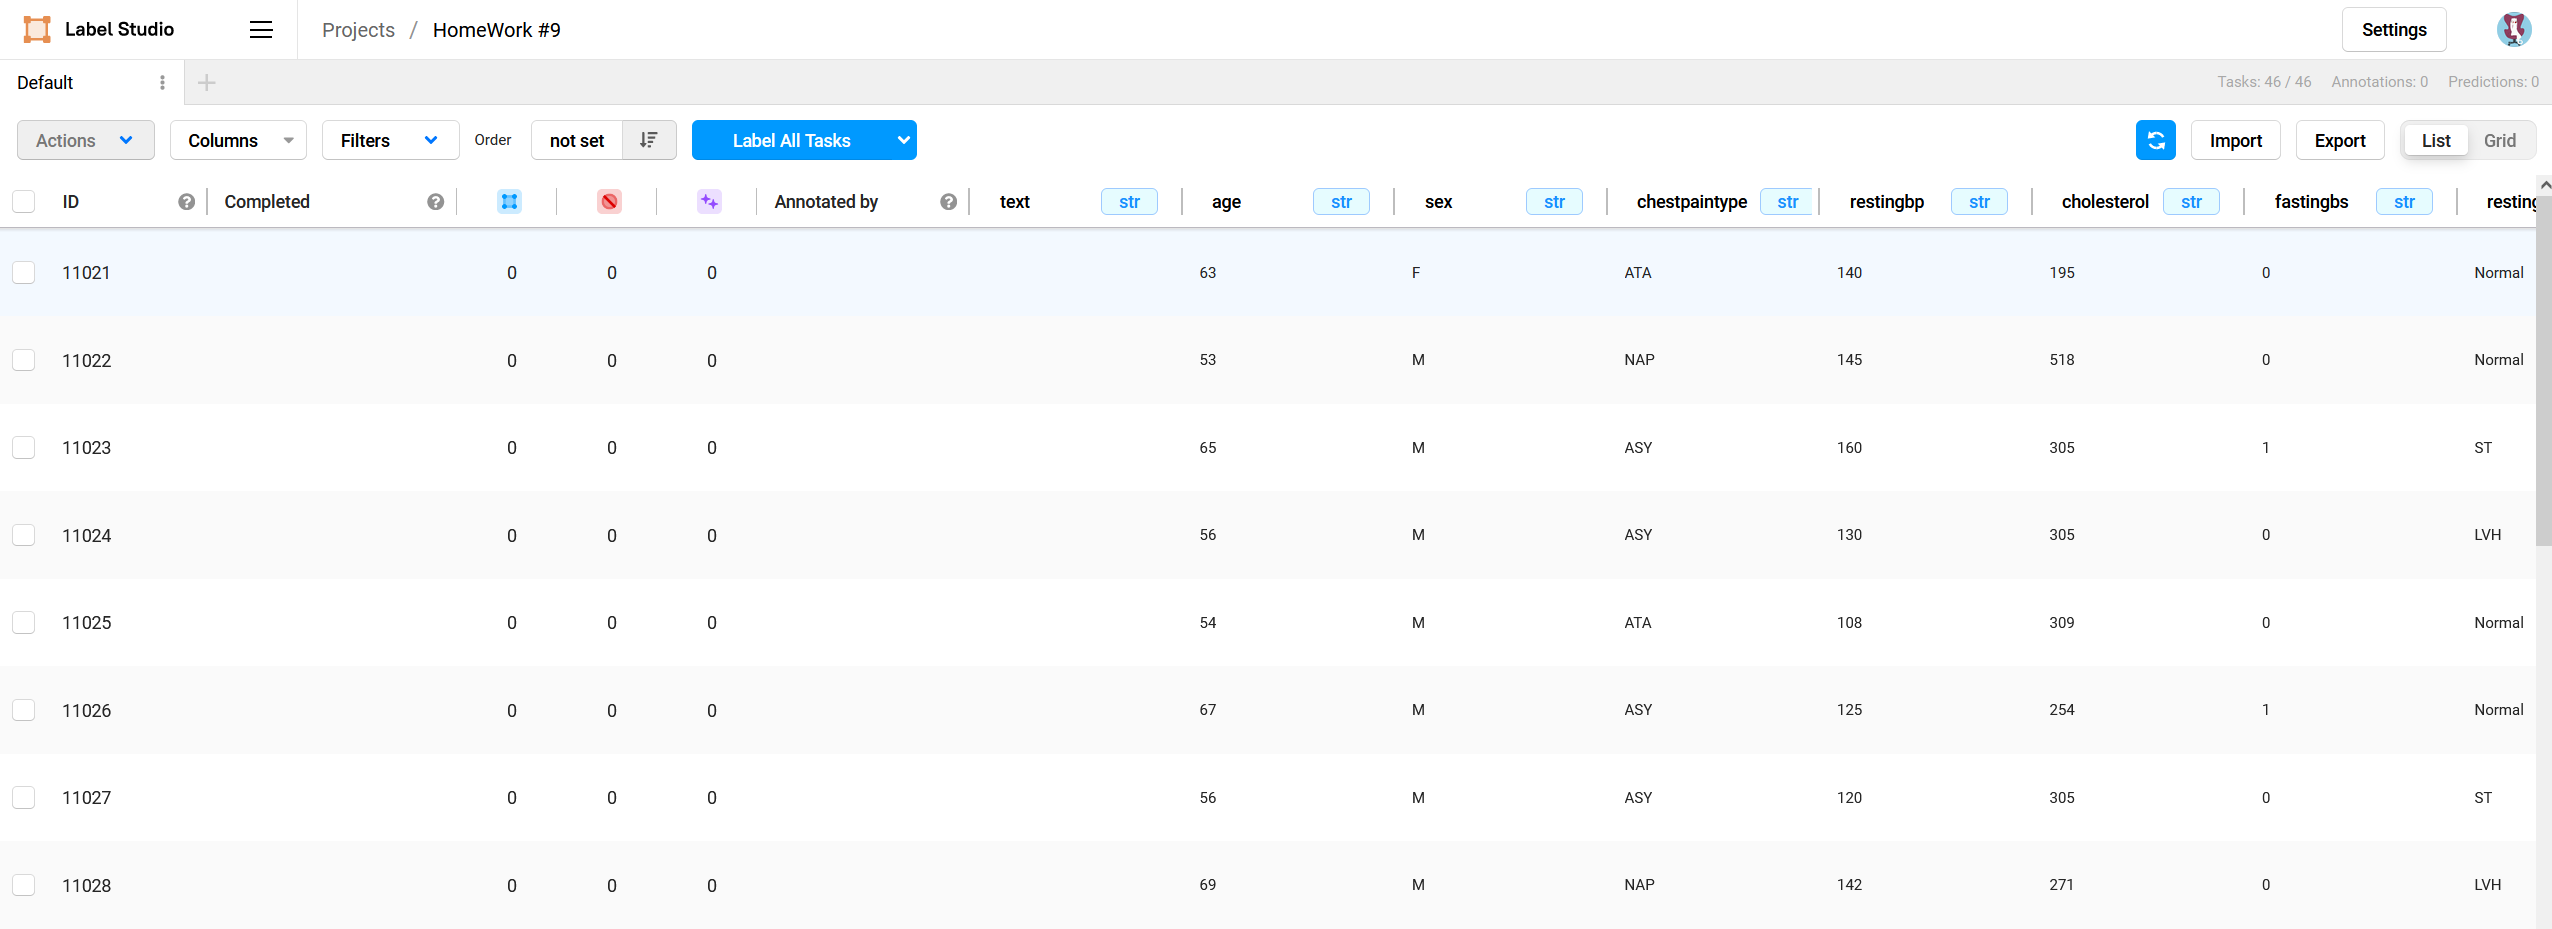 Label Studio Projects / HomeWork #9 Settings
Default Tasks: 46 / 46 Annotations: 0 Predictions: 0
Actions Columns Filters Order not set Label All Tasks Import Export List Grid
ID Completed Annotated by text str age str sex str chestpaintype str restingbp str cholesterol str fastingbs str
11021 0 0 0 63 F ATA 140 195 0 Normal
11022 0 0 0 53 M NAP 145 518 0 Normal
11023 0 0 0 65 M ASY 160 305 1 ST
11024 0 0 0 56 M ASY 130 305 0 LVH
11025 0 0 0 54 M ATA 108 309 0 Normal
11026 0 0 0 67 M ASY 125 254 1 Normal
11027 0 0 0 56 M ASY 120 305 0 ST
11028 0 0 0 69 M NAP 142 271 0 LVH